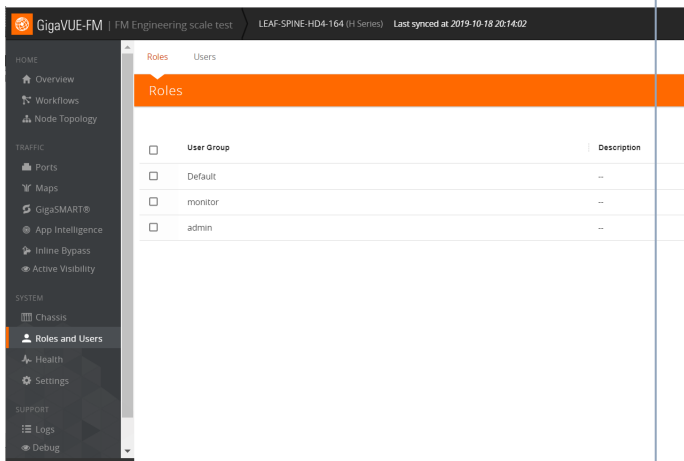 GigaVUE-FM | FM Engineering scale test LEAF-SPINE-HD4-164 (H Series) Last synced at 2019-10-18 20:14:02
HOME
Overview
Workflows
Node Topology
TRAFFIC
Ports
Maps
GigaSMART®
App Intelligence
Inline Bypass
Active Visibility
SYSTEM
Chassis
Roles and Users
Health
Settings
SUPPORT
Logs
Debug
Roles Users
Roles
User Group Description
Default --
monitor --
admin --